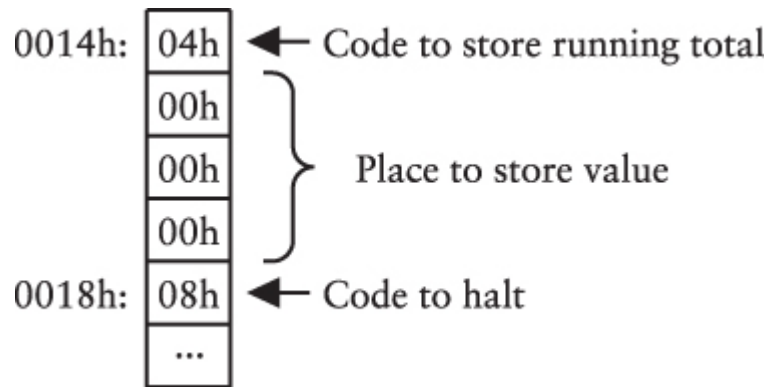 0014h: 04h Code to store running total
00h
00h Place to store value
00h
0018h: 08h Code to halt
...